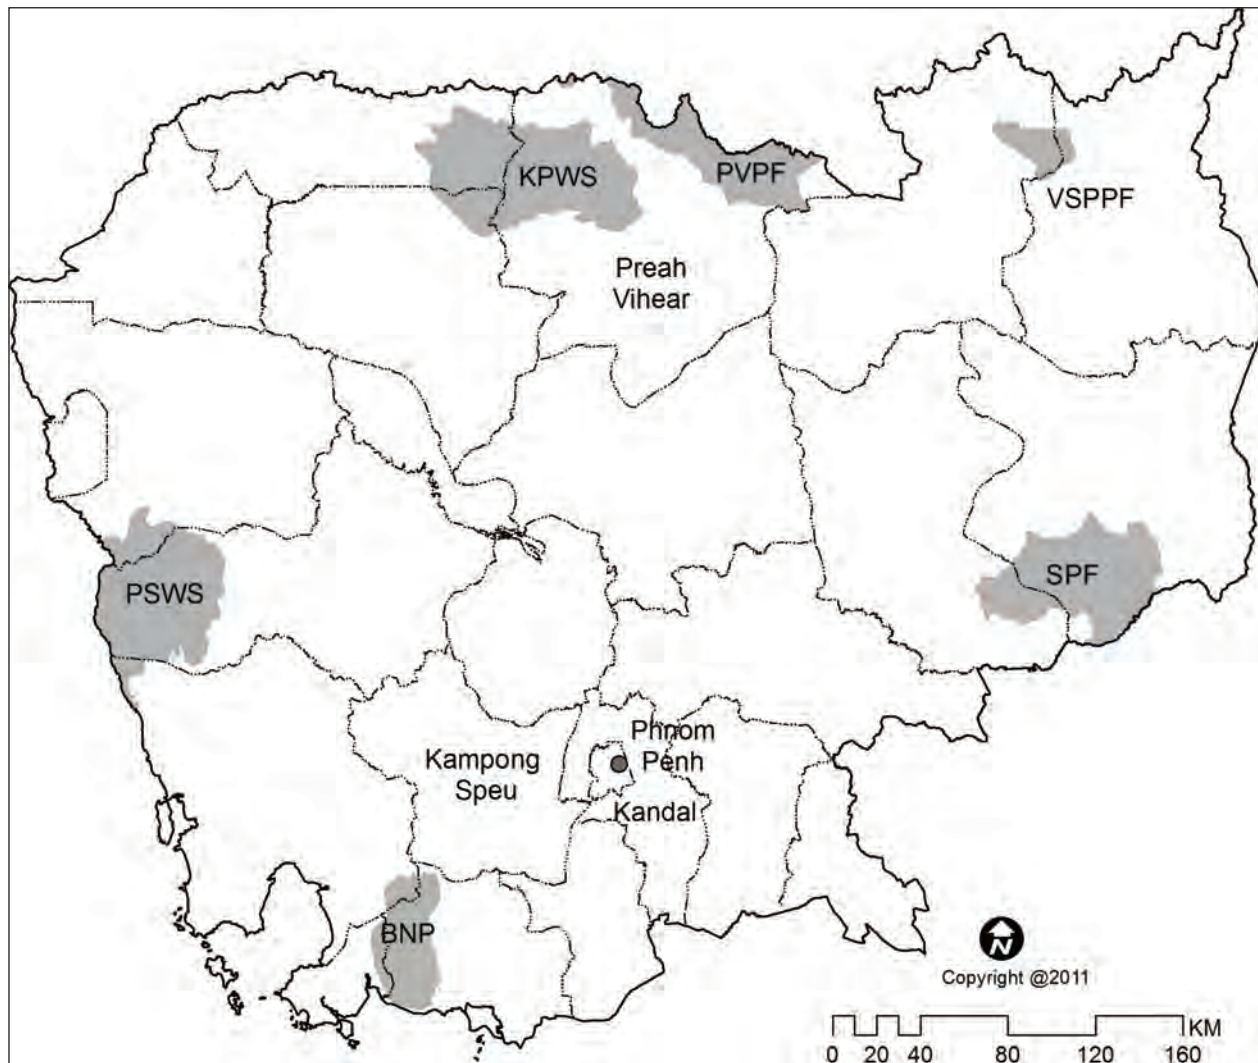 KPWS
PVPF
VSPPF
Preah
Vihear
PSWS
SPF
Phnom
Penh
Kampong
Speu
Kandal
BNP
N
Copyright @2011
KM
0 20 40 80 120 160